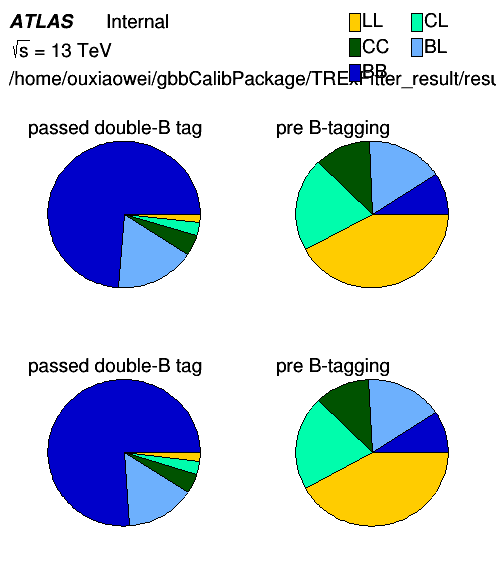 ATLAS Internal
√s = 13 TeV
/home/ouxiaowei/gbbCalibPackage/TRExFitter_result/resu
LL CL
CC BL
BB
passed double-B tag
pre B-tagging
passed double-B tag
pre B-tagging